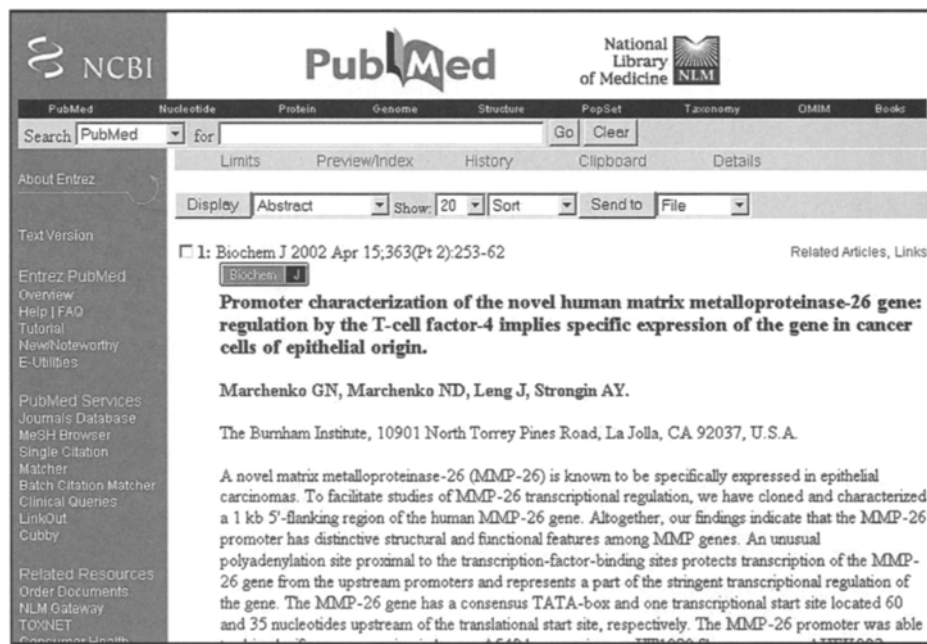 NCBI
PubMed
National
Library
of Medicine NLM
PubMed Nucleotide Protein Genome Structure PopSet Taxonomy OMIM Books
Search PubMed for Go Clear
Limits Preview/Index History Clipboard Details
About Entrez
Display Abstract Show: 20 Sort Send to File
Text Version
1: Biochem J 2002 Apr 15;363(Pt 2):253-62 Related Articles, Links
Biochem J
Entrez PubMed
Overview
Help | FAQ
Tutorial
New/Noteworthy
E-Utilities
PubMed Services
Journals Database
MeSH Browser
Single Citation
Matcher
Batch Citation Matcher
Clinical Queries
LinkOut
Cubby
Related Resources
Order Documents
NLM Gateway
TOXNET
Consumer Health
Promoter characterization of the novel human matrix metalloproteinase-26 gene:
regulation by the T-cell factor-4 implies specific expression of the gene in cancer
cells of epithelial origin.
Marchenko GN, Marchenko ND, Leng J, Strongin AY.
The Burnham Institute, 10901 North Torrey Pines Road, La Jolla, CA 92037, U.S.A.
A novel matrix metalloproteinase-26 (MMP-26) is known to be specifically expressed in epithelial
carcinomas. To facilitate studies of MMP-26 transcriptional regulation, we have cloned and characterized
a 1 kb 5'-flanking region of the human MMP-26 gene. Altogether, our findings indicate that the MMP-26
promoter has distinctive structural and functional features among MMP genes. An unusual
polyadenylation site proximal to the transcription-factor-binding sites protects transcription of the MMP-
26 gene from the upstream promoters and represents a part of the stringent transcriptional regulation of
the gene. The MMP-26 gene has a consensus TATA-box and one transcriptional start site located 60
and 35 nucleotides upstream of the translational start site, respectively. The MMP-26 promoter was able